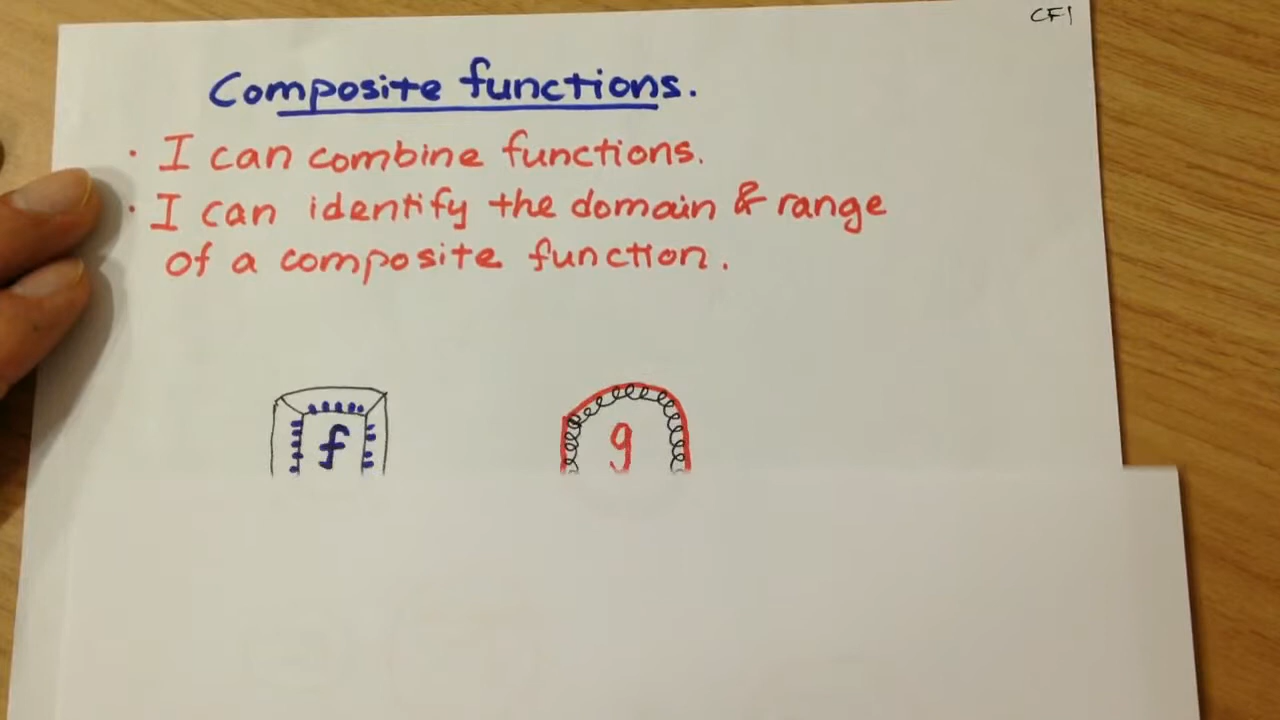 CF1
Composite functions.
· I can combine functions.
· I can identify the domain & range
of a composite function.
f g